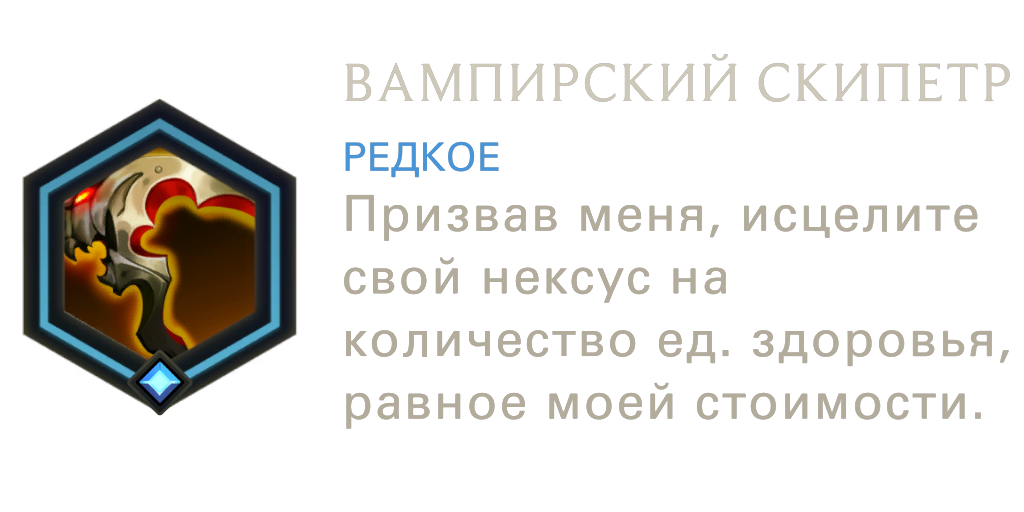 ВАМПИРСКИЙ СКИПЕТР
РЕДКОЕ
Призвав меня, исцелите
свой нексус на
количество ед. здоровья,
равное моей стоимости.